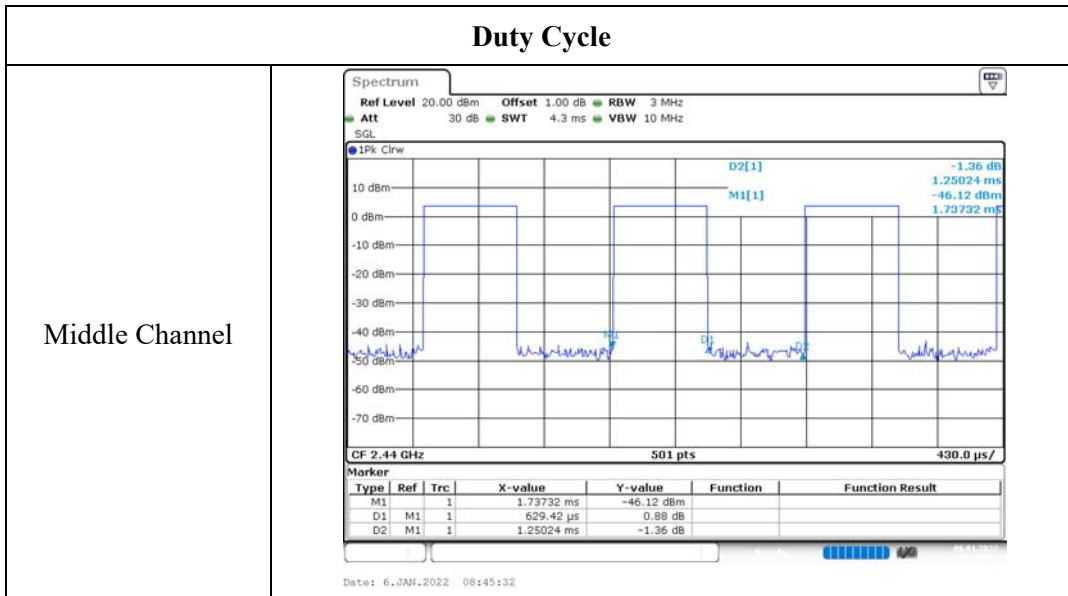 Duty Cycle
Middle Channel
Spectrum
Ref Level 20.00 dBm Offset 1.00 dB RBW 3 MHz
Att 30 dB SWT 4.3 ms VBW 10 MHz
SGL
1Pk Clrw
D2[1] -1.36 dB
1.25024 ms
10 dBm
M1[1] -46.12 dBm
1.73732 ms
0 dBm
-10 dBm
-20 dBm
-30 dBm
-40 dBm
M1 D1 D2
-50 dBm
-60 dBm
-70 dBm
CF 2.44 GHz 501 pts 430.0 µs/
Marker
Type Ref Trc X-value Y-value Function Function Result
M1 1 1.73732 ms -46.12 dBm
D1 M1 1 629.42 µs 0.88 dB
D2 M1 1 1.25024 ms -1.36 dB
Date: 6.JAN.2022 08:45:32